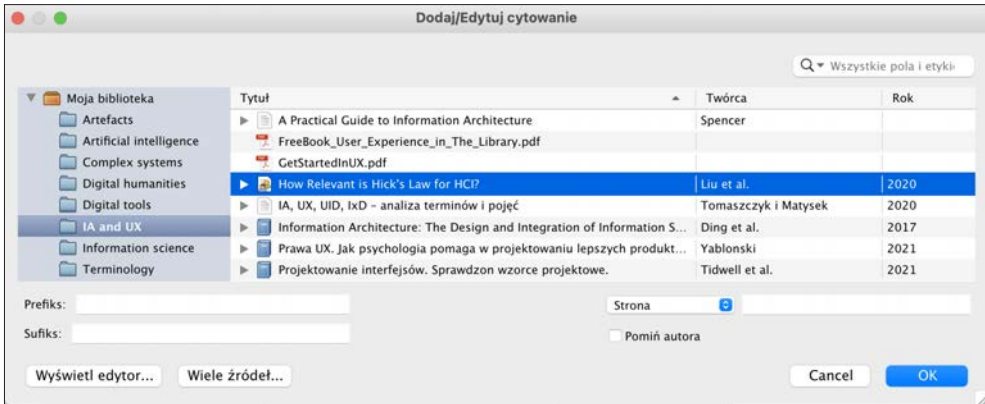 Dodaj/Edytuj cytowanie
Wszystkie pola i etyki
Moja biblioteka
Artefacts
Artificial intelligence
Complex systems
Digital humanities
Digital tools
IA and UX
Information science
Terminology
Tytuł Twórca Rok
A Practical Guide to Information Architecture Spencer
FreeBook_User_Experience_in_The_Library.pdf
GetStartedInUX.pdf
How Relevant is Hick's Law for HCI? Liu et al. 2020
IA, UX, UID, IxD – analiza terminów i pojęć Tomaszczyk i Matysek 2020
Information Architecture: The Design and Integration of Information S... Ding et al. 2017
Prawa UX. Jak psychologia pomaga w projektowaniu lepszych produkt... Yablonski 2021
Projektowanie interfejsów. Sprawdzon wzorce projektowe. Tidwell et al. 2021
Prefiks: Strona
Sufiks: Pomiń autora
Wyświetl edytor... Wiele źródeł... Cancel OK